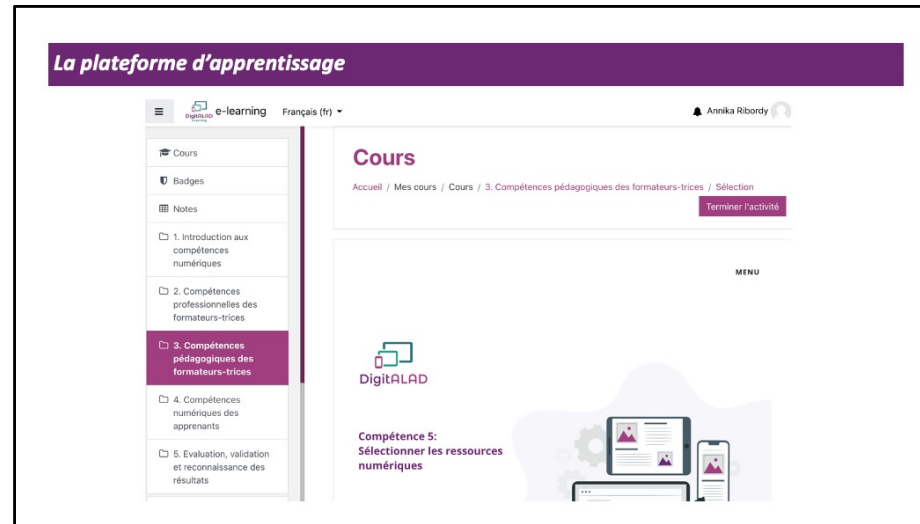 La plateforme d'apprentissage
DigitALAD e-learning Français (fr)
Annika Ribordy
Cours
Badges
Notes
1. Introduction aux
compétences
numériques
2. Compétences
professionnelles des
formateurs-trices
3. Compétences
pédagogiques des
formateurs-trices
4. Compétences
numériques des
apprenants
5. Evaluation, validation
et reconnaissance des
résultats
Cours
Accueil / Mes cours / Cours / 3. Compétences pédagogiques des formateurs-trices / Sélection
Terminer l'activité
MENU
DigitALAD
Compétence 5:
Sélectionner les ressources
numériques